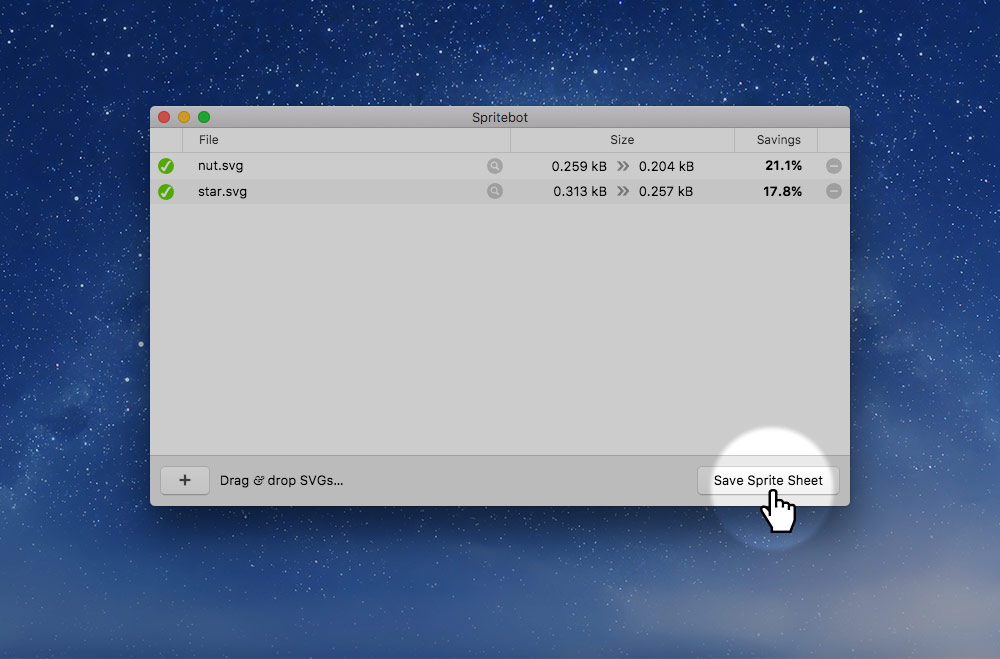 Spritebot
File Size Savings
nut.svg 0.259 kB » 0.204 kB 21.1%
star.svg 0.313 kB » 0.257 kB 17.8%
+ Drag & drop SVGs... Save Sprite Sheet